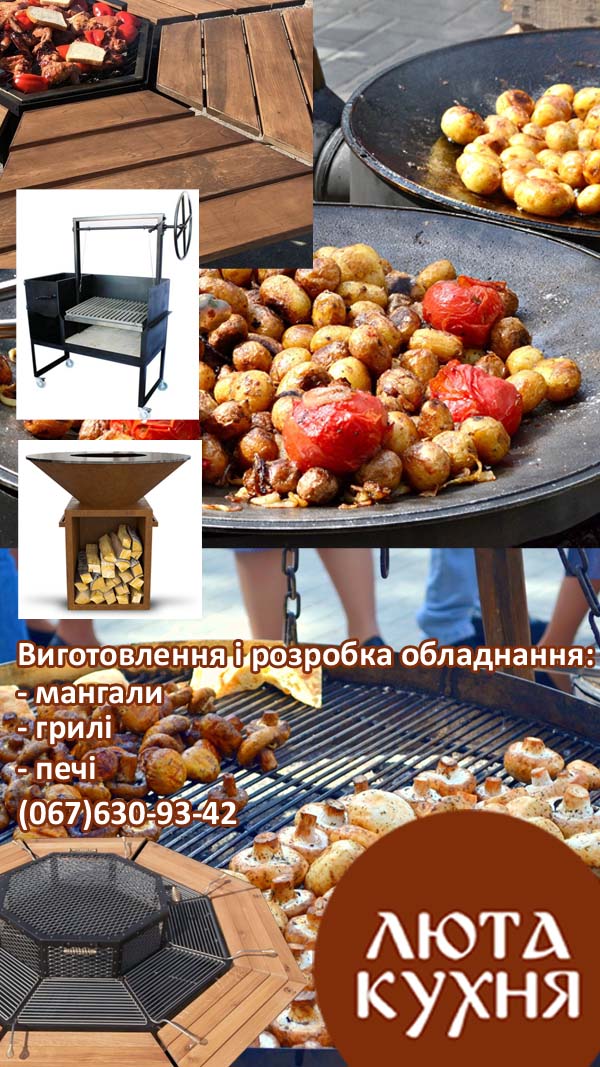 Виготовлення і розробка обладнання:
- мангали
- грилі
- печі
(067)630-93-42
ЛЮТА
КУХНЯ